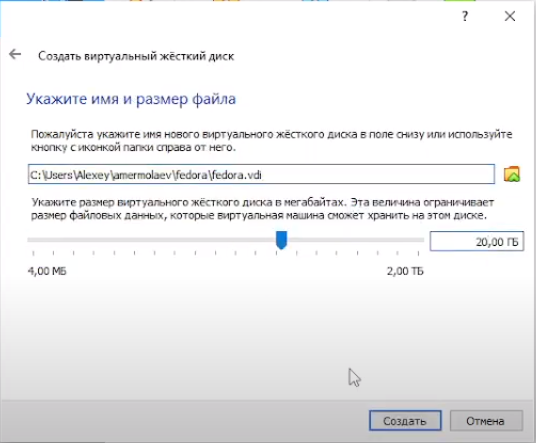 ?
Создать виртуальный жёсткий диск
Укажите имя и размер файла
Пожалуйста укажите имя нового виртуального жёсткого диска в поле снизу или используйте
кнопку с иконкой папки справа от него.
C:\Users\Alexey\amermolaev\fedora\fedora.vdi
Укажите размер виртуального жёсткого диска в мегабайтах. Эта величина ограничивает
размер файловых данных, которые виртуальная машина сможет хранить на этом диске.
20,00 ГБ
4,00 МБ
2,00 ТБ
Создать
Отмена